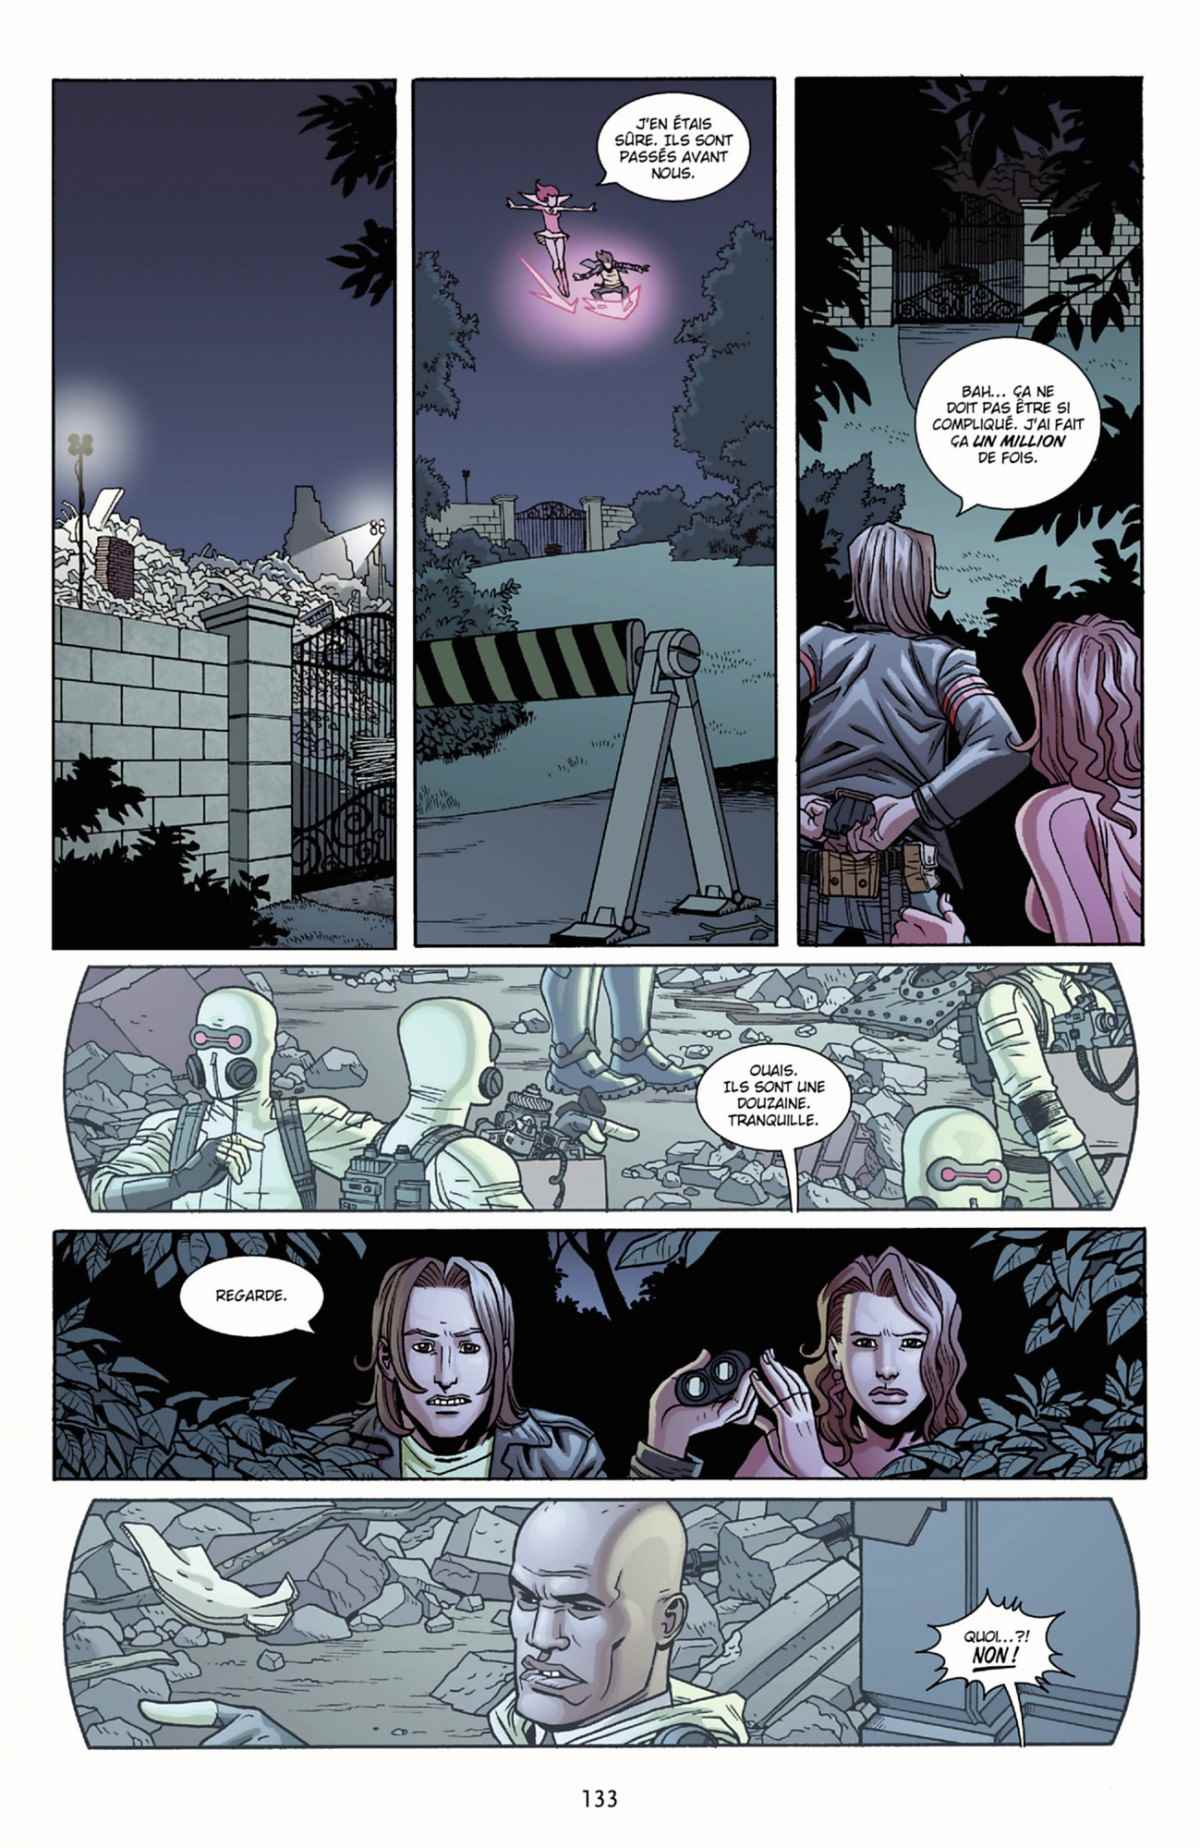 J'EN ÉTAIS
SÛRE. ILS SONT
PASSÉS AVANT
NOUS.
BAH... ÇA NE
DOIT PAS ÊTRE SI
COMPLIQUÉ. J'AI FAIT
ÇA UN MILLION
DE FOIS.
OUAIS.
ILS SONT UNE
DOUZAINE.
TRANQUILLE.
REGARDE.
QUOI...?!
NON!
133